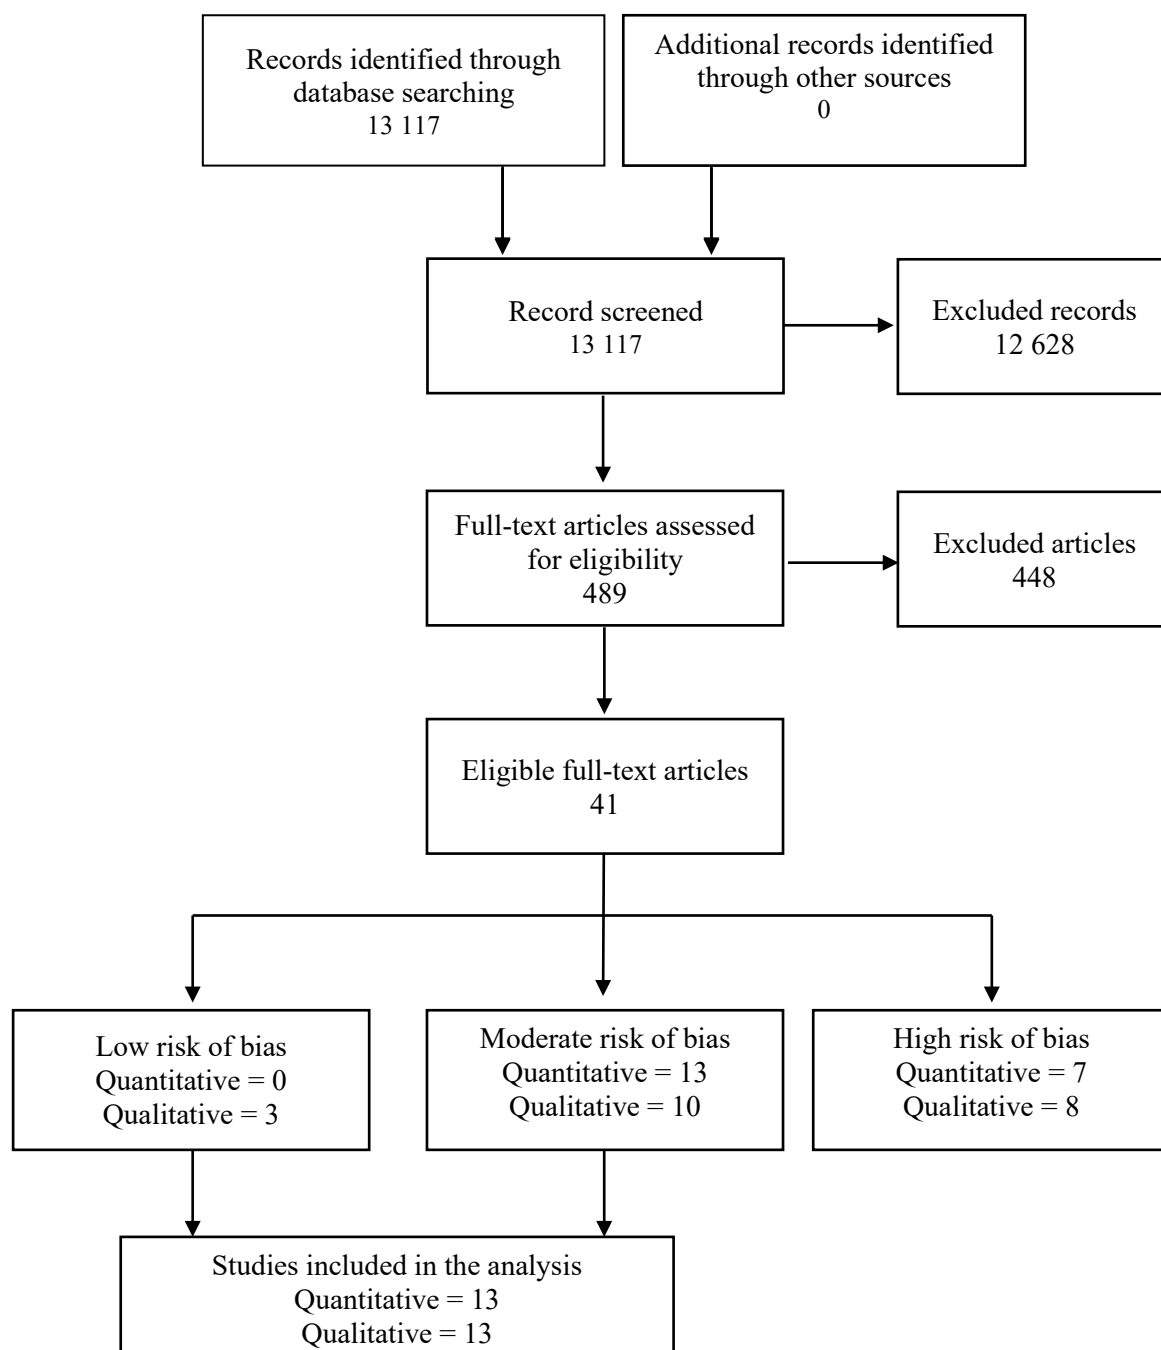 Records identified through
database searching
13 117
Additional records identified
through other sources
0
Record screened
13 117
Excluded records
12 628
Full-text articles assessed
for eligibility
489
Excluded articles
448
Eligible full-text articles
41
Low risk of bias
Quantitative = 0
Qualitative = 3
Moderate risk of bias
Quantitative = 13
Qualitative = 10
High risk of bias
Quantitative = 7
Qualitative = 8
Studies included in the analysis
Quantitative = 13
Qualitative = 13